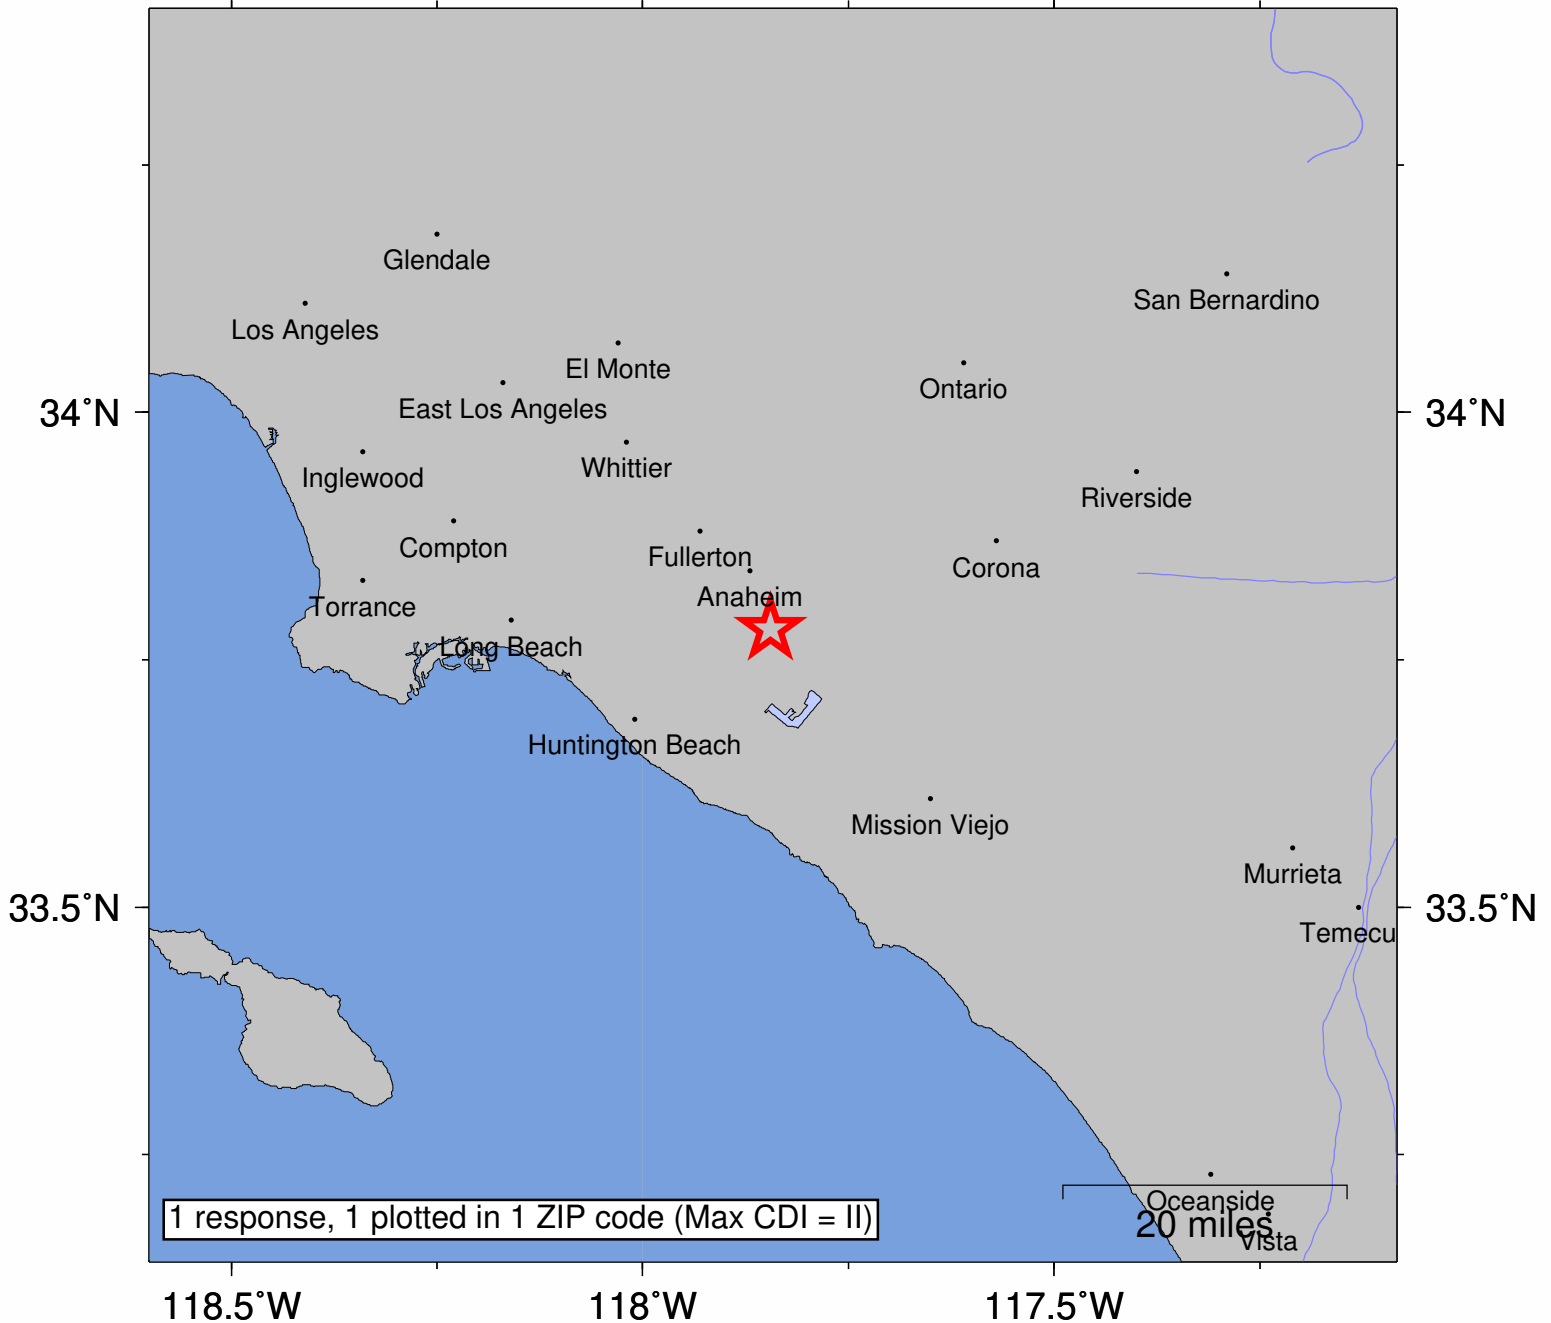 Glendale
San Bernardino
Los Angeles
El Monte
Ontario
East Los Angeles
34°N
34°N
Whittier
Inglewood
Riverside
Compton
Fullerton
Corona
Anaheim
Torrance
Long Beach
Huntington Beach
Mission Viejo
Murrieta
33.5°N
33.5°N
Temecu
Oceanside
1 response, 1 plotted in 1 ZIP code (Max CDI = II)
20 miles
Vista
118.5°W
118°W
117.5°W